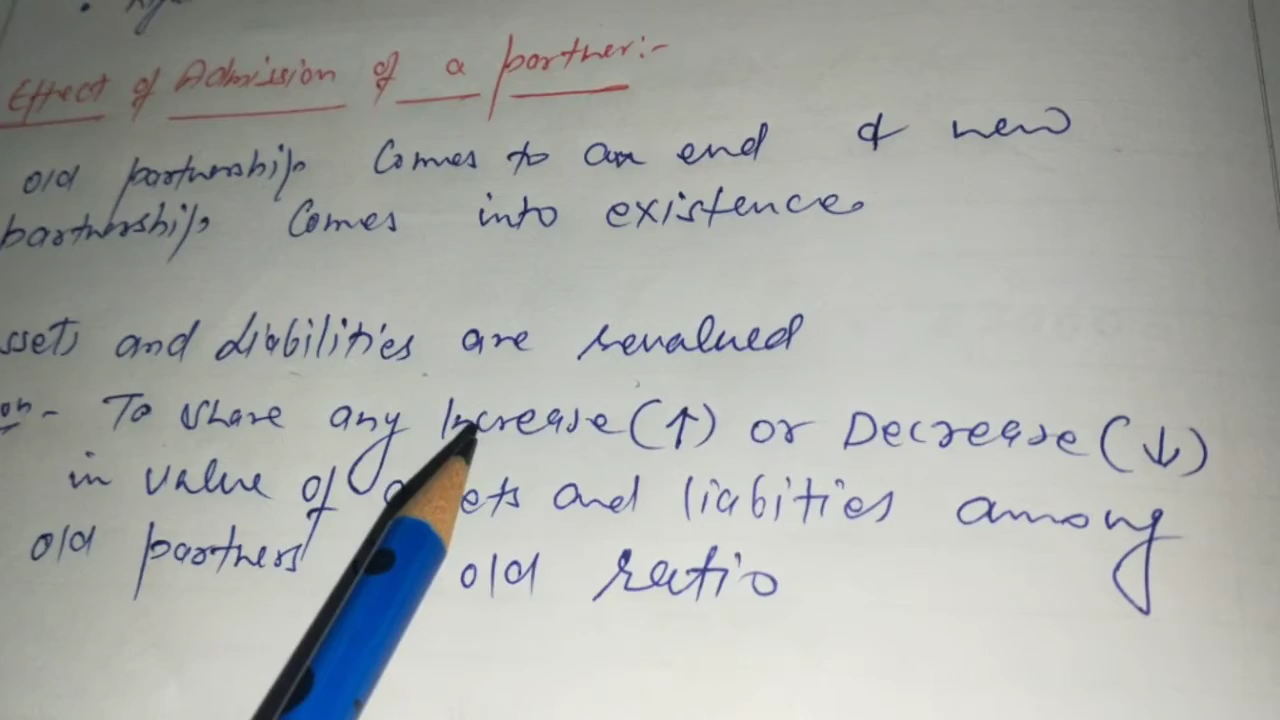 Effect of Admission of a partner:-
old partnership Comes to an end & new
partnership Comes into existence.
ssets and Liabilities are revalued
on- To share any Increase (↑) or Decrease (↓)
in value of ets and liabities among
old partners old ratio